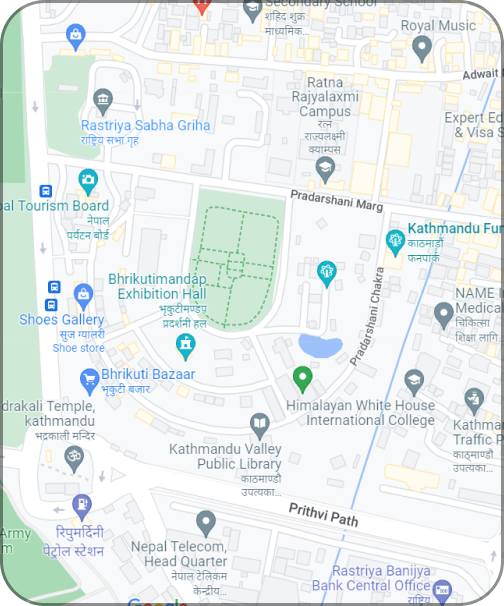 Secondary School
शहिद शुक्र
माध्यमिक...
Royal Music
Adwait M
Ratna
Rajyalaxmi
Campus
रत्न
राज्यलक्ष्मी
क्याम्पस
Expert Ed
& Visa S
Rastriya Sabha Griha
राष्ट्रिय सभा गृह
Pradarshani Marg
pal Tourism Board
नेपाल
पर्यटन बोर्ड
Kathmandu Fun
काठमाडौं
फनपार्क
Bhrikutimandap
Exhibition Hall
भृकुटीमण्डप
प्रदर्शनी हल
Pradarshani Chakra
NAME I
Medica
चिकित्सा
शिक्षा लागि
Shoes Gallery
सुज ग्यालरी
Shoe store
Bhrikuti Bazaar
भृकुटी बजार
Himalayan White House
International College
drakali Temple,
kathmandu
भद्रकाली मन्दिर
Kathmandu Valley
Public Library
काठमाण्डौ
उपत्यका...
Kathma
Traffic P
काठमाण्डौ
उपत्यका...
Prithvi Path
रिपुमर्दिनी
पेट्रोल स्टेशन
Army
m
Nepal Telecom,
Head Quarter
नेपाल टेलिकम
केन्द्रीय...
Rastriya Banijya
Bank Central Office
राष्ट्रिय
Google